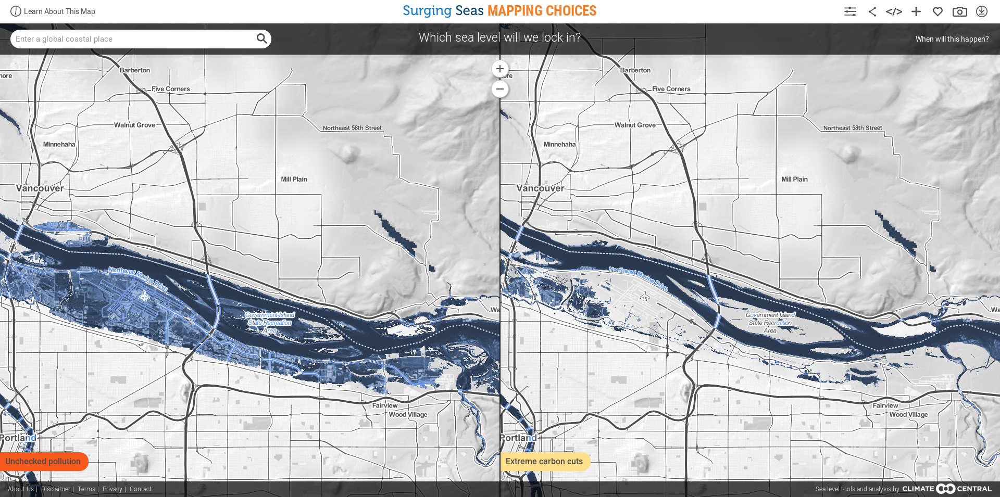 Learn About This Map
Surging Seas MAPPING CHOICES
Enter a global coastal place
Which sea level will we lock in?
When will this happen?
Barberton
Five Corners
Walnut Grove
Northeast 58th Street
Minnehaha
Mill Plain
Vancouver
Northeast Marine Drive
Government Island
State Recreation
Area
Fairview
Wood Village
Portland
Unchecked pollution
Barberton
Five Corners
Walnut Grove
Northeast 58th Street
Minnehaha
Mill Plain
Vancouver
Northeast Marine Drive
Government Island
State Recreation
Area
Fairview
Wood Village
Portland
Extreme carbon cuts
About Us | Disclaimer | Terms | Privacy | Contact
Sea level tools and analysis by CLIMATE CENTRAL